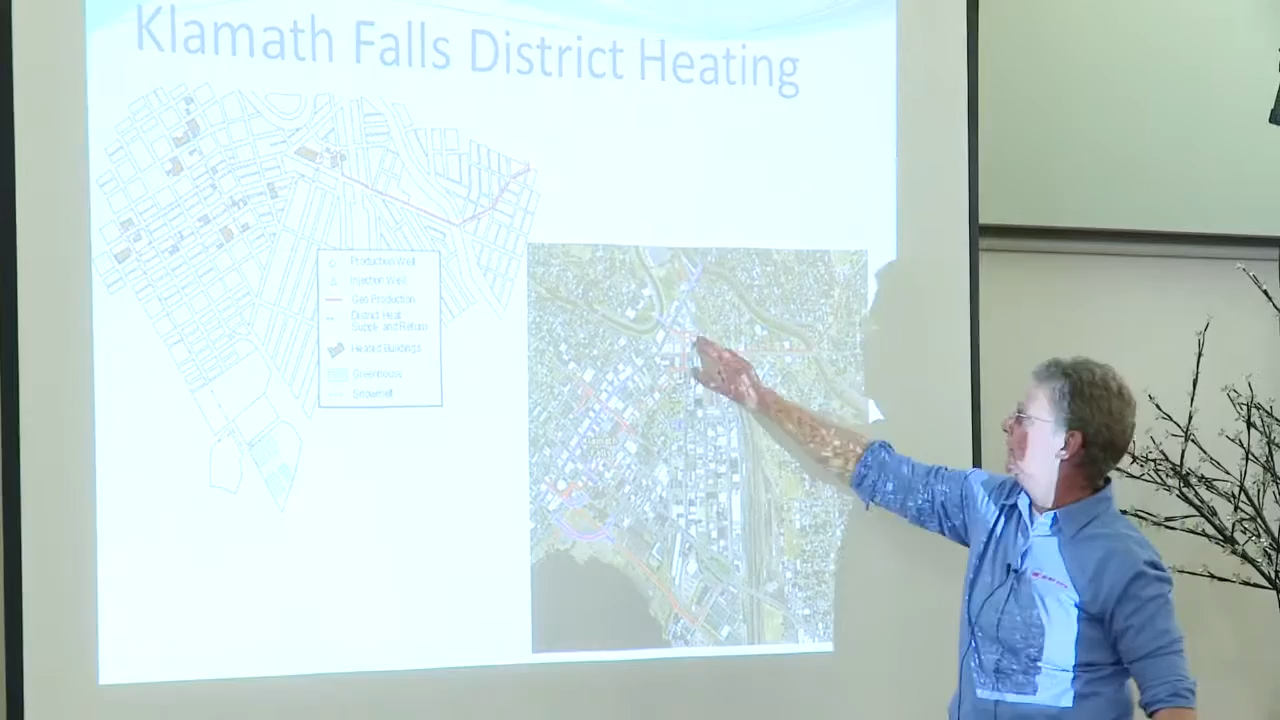 Klamath Falls District Heating
Production Well
Injection Well
Geo Production
District Heat
Supply and Return
Heated Buildings
Greenhouse
Snowmelt
Klamath